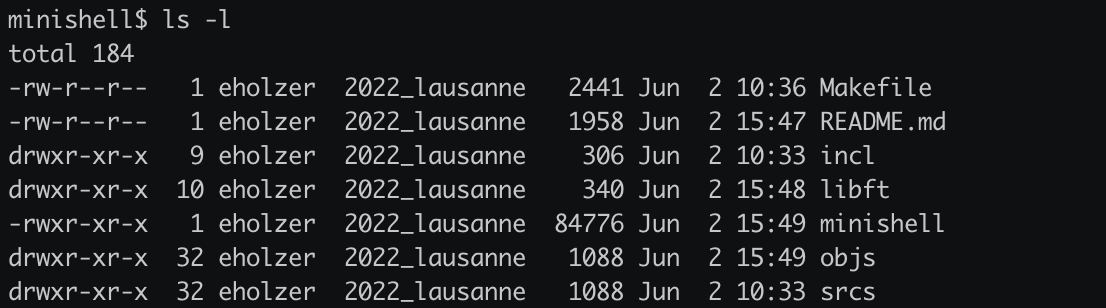 minishell$ ls -l
total 184
-rw-r--r--   1 eholzer  2022_lausanne   2441 Jun  2 10:36 Makefile
-rw-r--r--   1 eholzer  2022_lausanne   1958 Jun  2 15:47 README.md
drwxr-xr-x   9 eholzer  2022_lausanne    306 Jun  2 10:33 incl
drwxr-xr-x  10 eholzer  2022_lausanne    340 Jun  2 15:48 libft
-rwxr-xr-x   1 eholzer  2022_lausanne  84776 Jun  2 15:49 minishell
drwxr-xr-x  32 eholzer  2022_lausanne   1088 Jun  2 15:49 objs
drwxr-xr-x  32 eholzer  2022_lausanne   1088 Jun  2 10:33 srcs